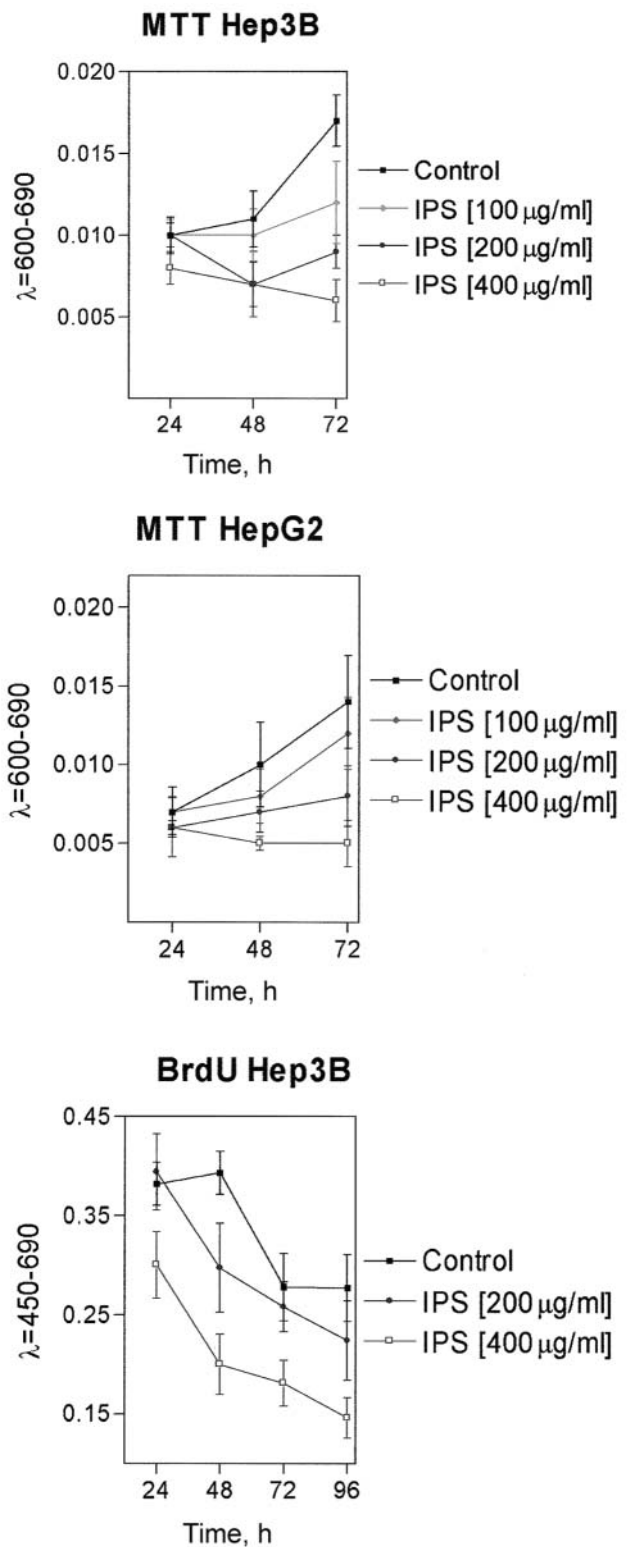 MTT Hep3B
0.020
0.015
0.010
0.005
λ=600-690
24 48 72
Time, h
Control
IPS [100 μg/ml]
IPS [200 μg/ml]
IPS [400 μg/ml]
MTT HepG2
0.020
0.015
0.010
0.005
λ=600-690
24 48 72
Time, h
Control
IPS [100 μg/ml]
IPS [200 μg/ml]
IPS [400 μg/ml]
BrdU Hep3B
0.45
0.35
0.25
0.15
λ=450-690
24 48 72 96
Time, h
Control
IPS [200 μg/ml]
IPS [400 μg/ml]